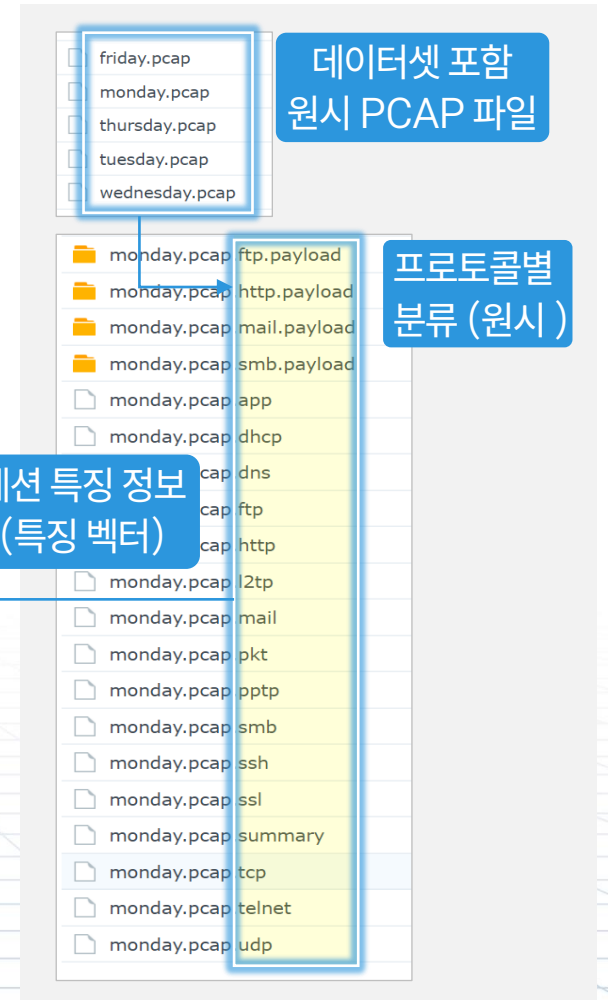 friday.pcap
monday.pcap
thursday.pcap
tuesday.pcap
wednesday.pcap
데이터셋 포함
원시 PCAP 파일
monday.pcap.ftp.payload
monday.pcap.http.payload
monday.pcap.mail.payload
monday.pcap.smb.payload
프로토콜별
분류 (원시 )
monday.pcap.app
monday.pcap.dhcp
cap.dns
cap.ftp
cap.http
특징 정보
(특징 벡터)
monday.pcap.l2tp
monday.pcap.mail
monday.pcap.pkt
monday.pcap.pptp
monday.pcap.smb
monday.pcap.ssh
monday.pcap.ssl
monday.pcap.summary
monday.pcap.tcp
monday.pcap.telnet
monday.pcap.udp